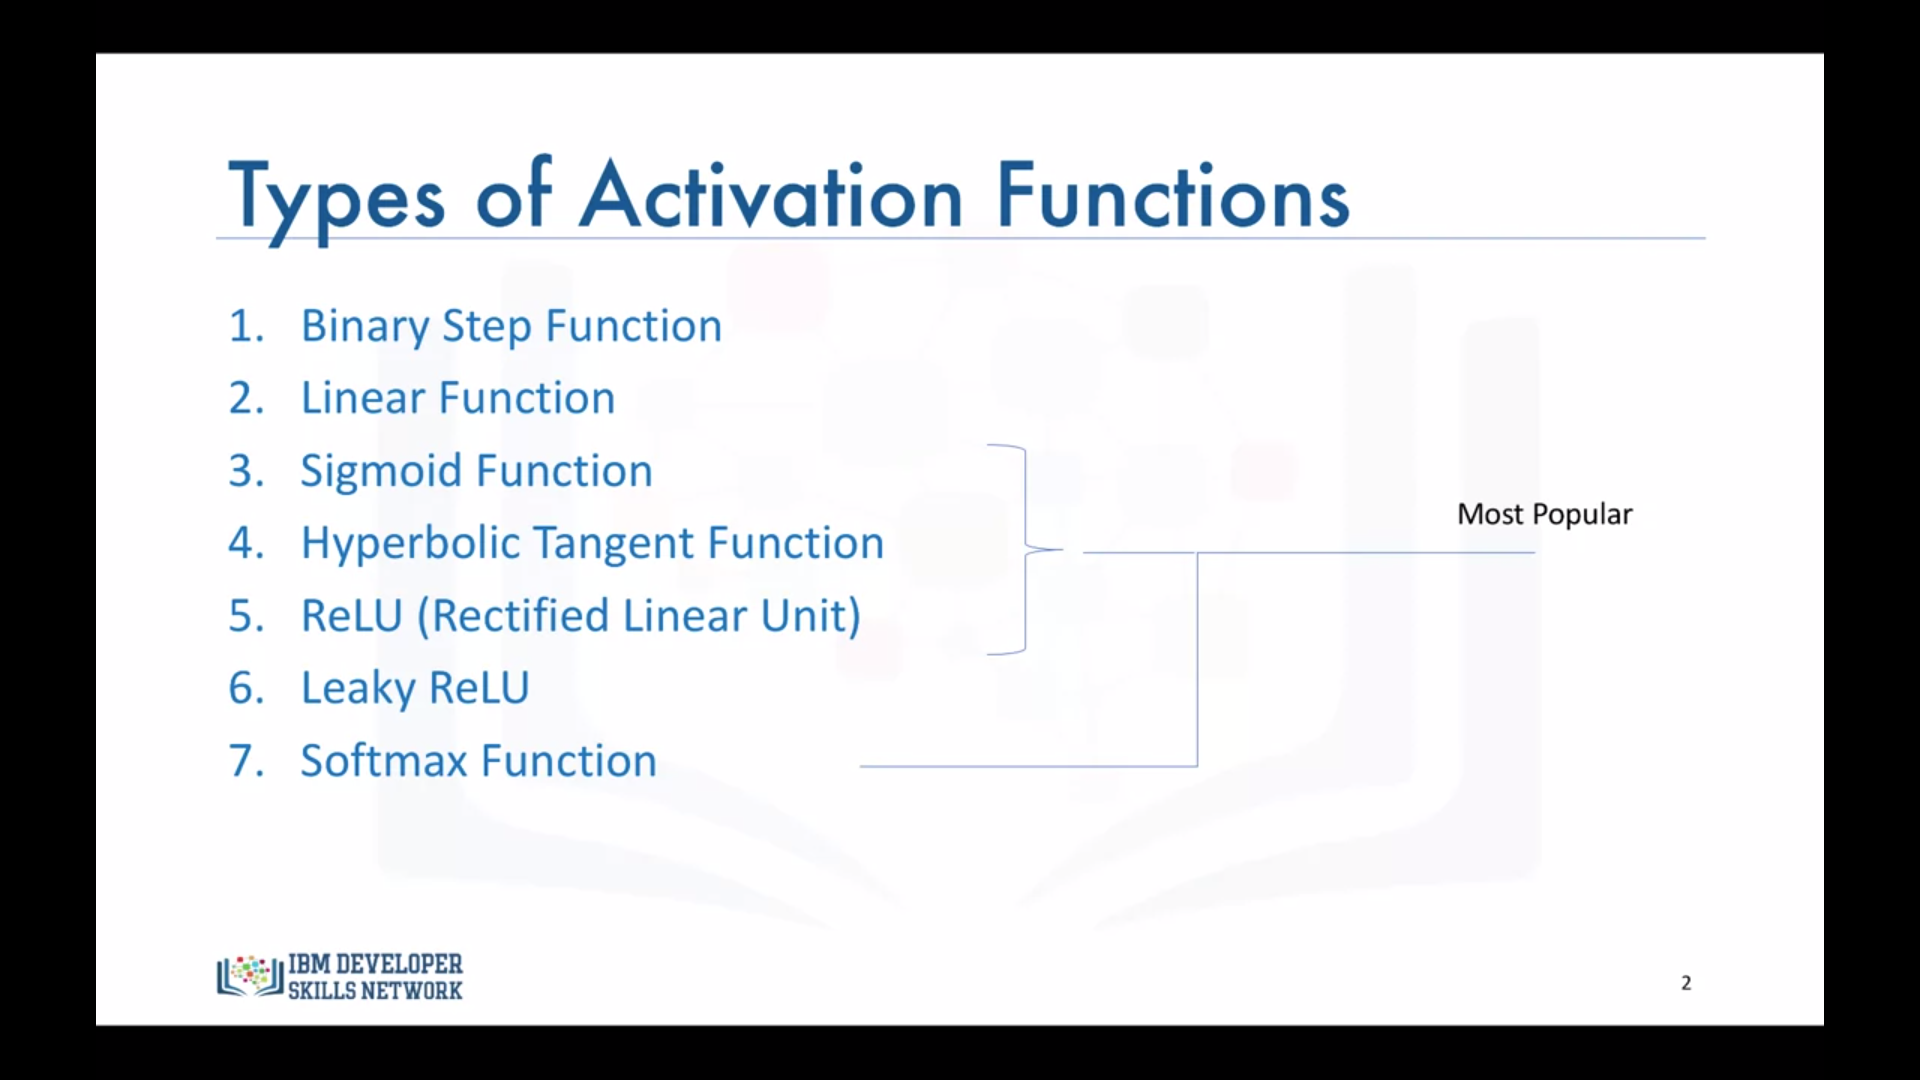 Types of Activation Functions
1. Binary Step Function
2. Linear Function
3. Sigmoid Function
4. Hyperbolic Tangent Function
5. ReLU (Rectified Linear Unit)
6. Leaky ReLU
7. Softmax Function
Most Popular
IBM DEVELOPER
SKILLS NETWORK
2